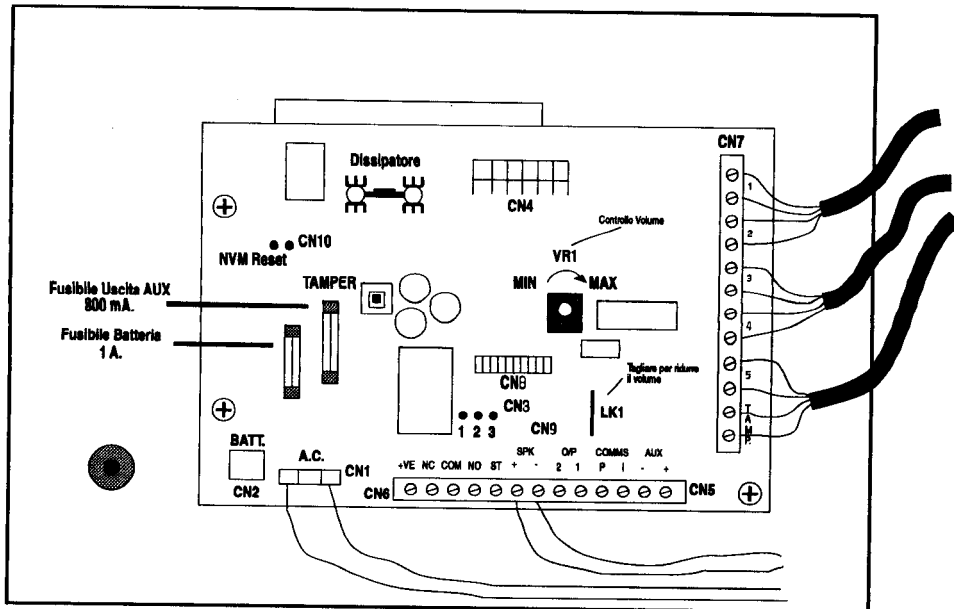 CN7
Dissipatore
1
CN4
Controllo Volume
2
CN10
NVM Reset
VR1
TAMPER
MIN
MAX
3
Fusibile Uscita AUX
800 mA.
4
Fusibile Batteria
1 A.
CN8
Tagliare per ridurre
il volume
5
CN3
LK1
1 2 3
CN9
TAMP.
BATT.
A.C.
CN1
SPK O/P COMMS AUX
+VE NC COM NO ST + - 2 1 P I - +
CN2
CN6
CN5